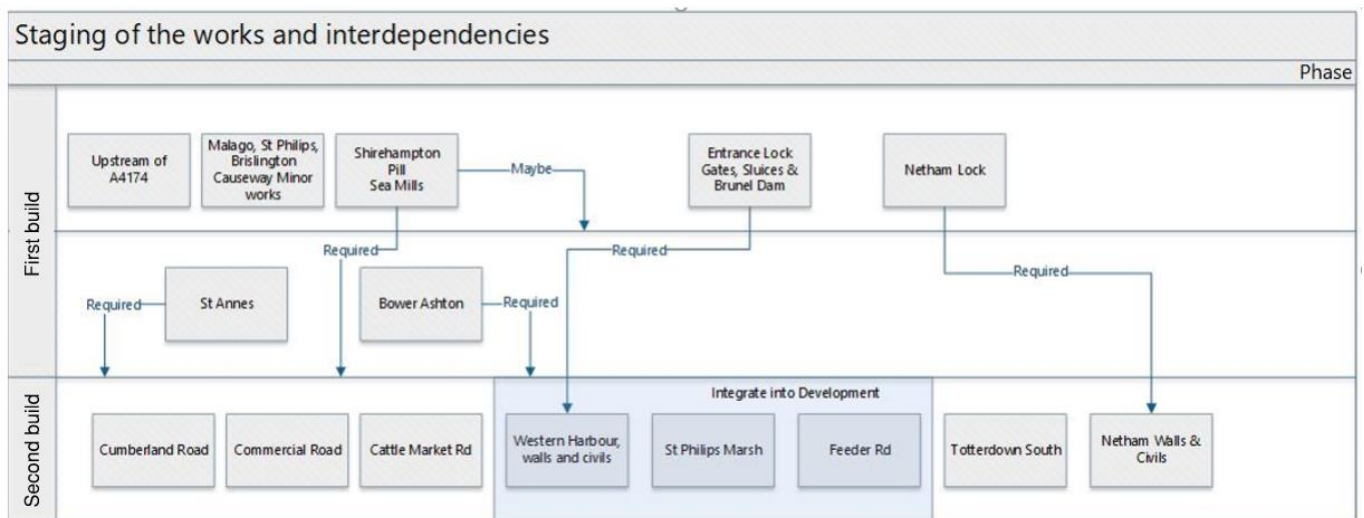 Staging of the works and interdependencies
Phase
First build
Upstream of
A4174
Malago, St Philips,
Brislington
Causeway Minor
works
Shirehampton
Pill
Sea Mills
Maybe
Entrance Lock
Gates, Sluices &
Brunel Dam
Netham Lock
Required
Required
Required
Required
St Annes
Bower Ashton
Required
Second build
Integrate into Development
Cumberland Road
Commercial Road
Cattle Market Rd
Western Harbour,
walls and civils
St Philips Marsh
Feeder Rd
Totterdown South
Netham Walls &
Civils